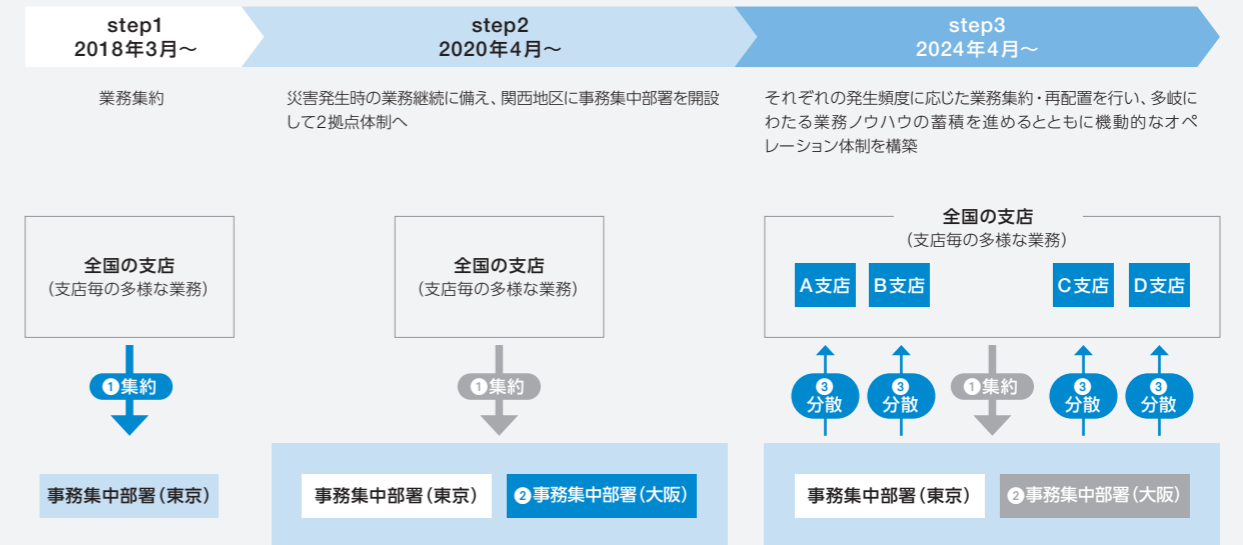 step1
2018年3月〜
step2
2020年4月〜
step3
2024年4月〜
業務集約
災害発生時の業務継続に備え、関西地区に事務集中部署を開設
して2拠点体制へ
それぞれの発生頻度に応じた業務集約・再配置を行い、多岐に
わたる業務ノウハウの蓄積を進めるとともに機動的なオペ
レーション体制を構築
全国の支店
（支店毎の多様な業務）
❶集約
事務集中部署（東京）
全国の支店
（支店毎の多様な業務）
❶集約
事務集中部署（東京）
❷事務集中部署（大阪）
全国の支店
（支店毎の多様な業務）
A支店
B支店
C支店
D支店
❸
分散
❸
分散
❶集約
❸
分散
❸
分散
事務集中部署（東京）
❷事務集中部署（大阪）